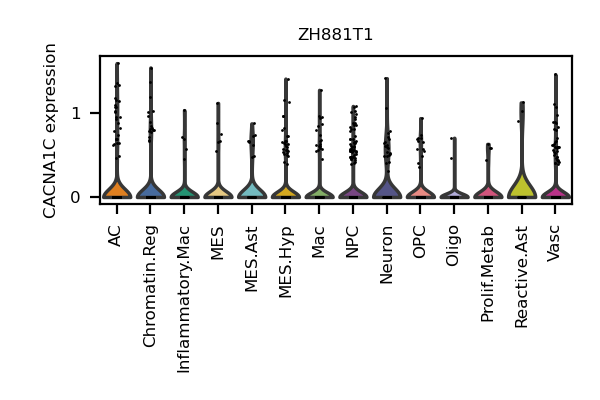 ZH881T1
CACNA1C expression
1
0
AC
Chromatin.Reg
Inflammatory.Mac
MES
MES.Ast
MES.Hyp
Mac
NPC
Neuron
OPC
Oligo
Prolif.Metab
Reactive.Ast
Vasc